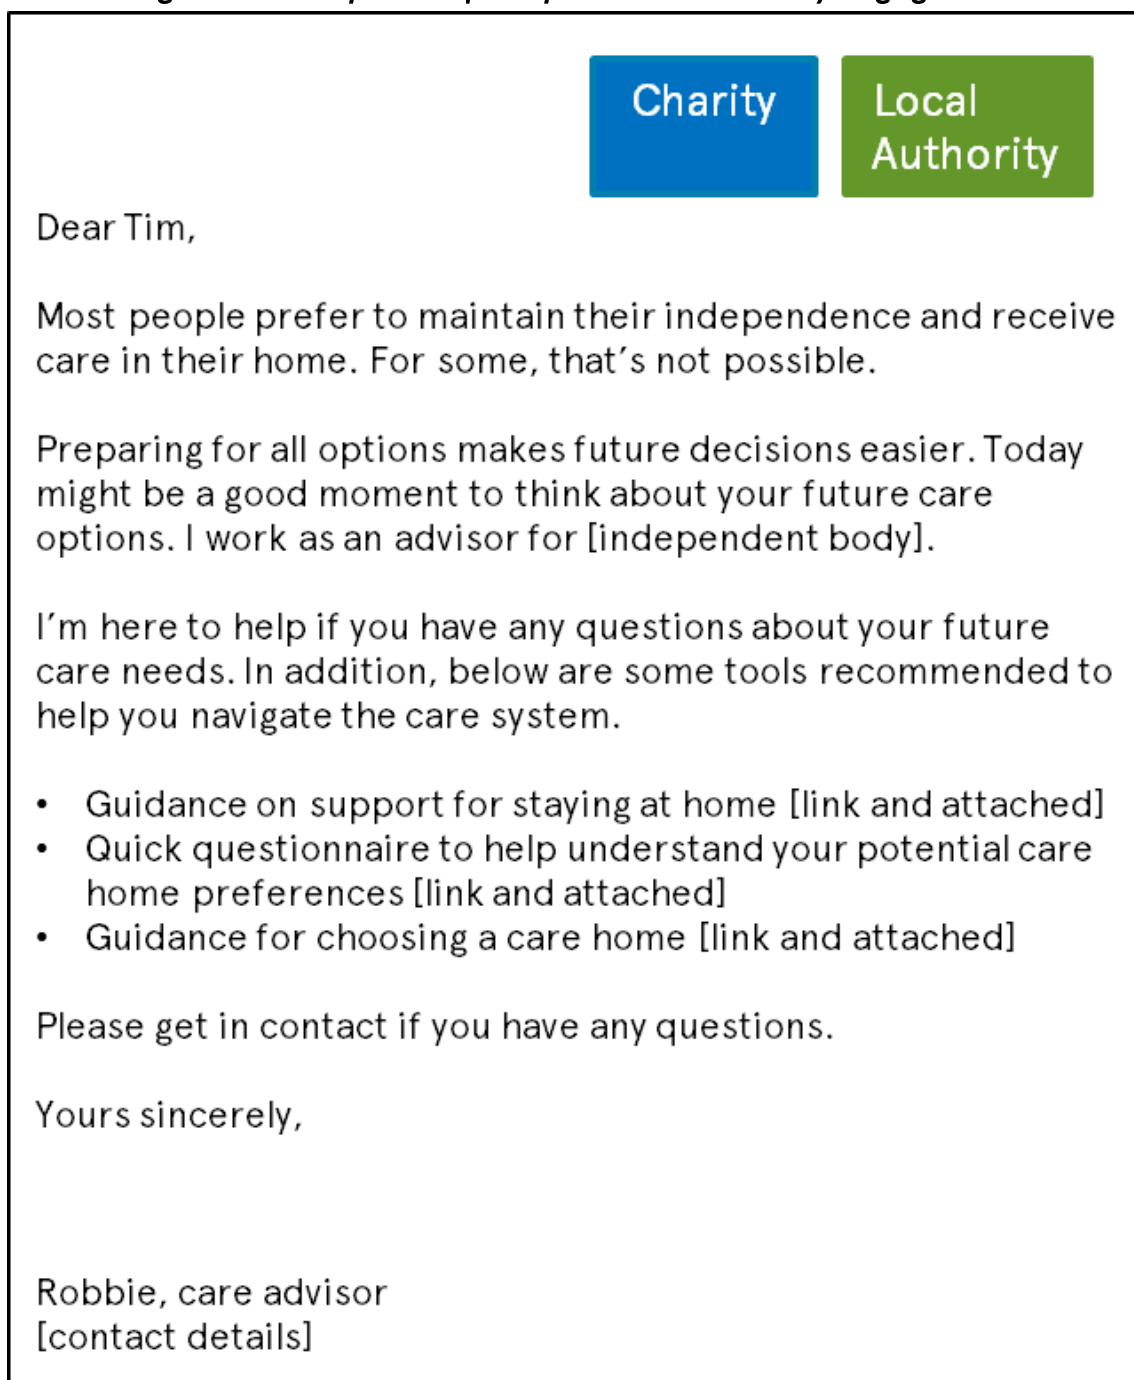 Charity
Local
Authority
Dear Tim,
Most people prefer to maintain their independence and receive
care in their home. For some, that's not possible.
Preparing for all options makes future decisions easier. Today
might be a good moment to think about your future care
options. I work as an advisor for [independent body].
I'm here to help if you have any questions about your future
care needs. In addition, below are some tools recommended to
help you navigate the care system.
• Guidance on support for staying at home [link and attached]
• Quick questionnaire to help understand your potential care
home preferences [link and attached]
• Guidance for choosing a care home [link and attached]
Please get in contact if you have any questions.
Yours sincerely,
Robbie, care advisor
[contact details]